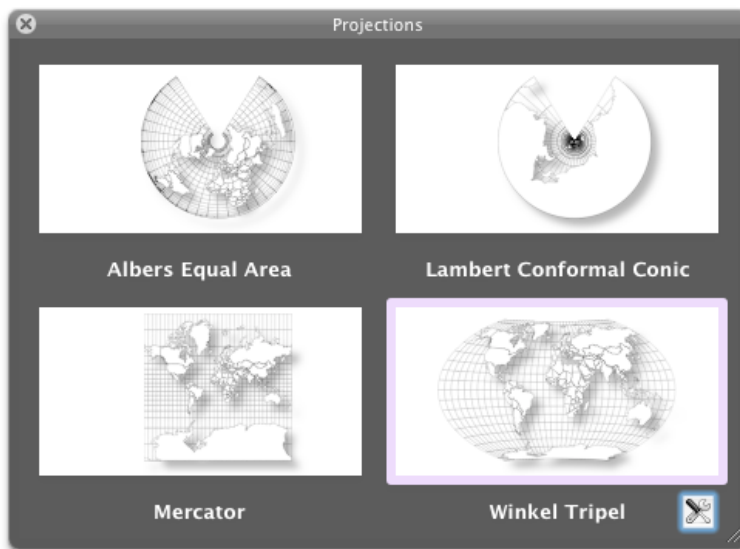 Projections
Albers Equal Area
Lambert Conformal Conic
Mercator
Winkel Tripel